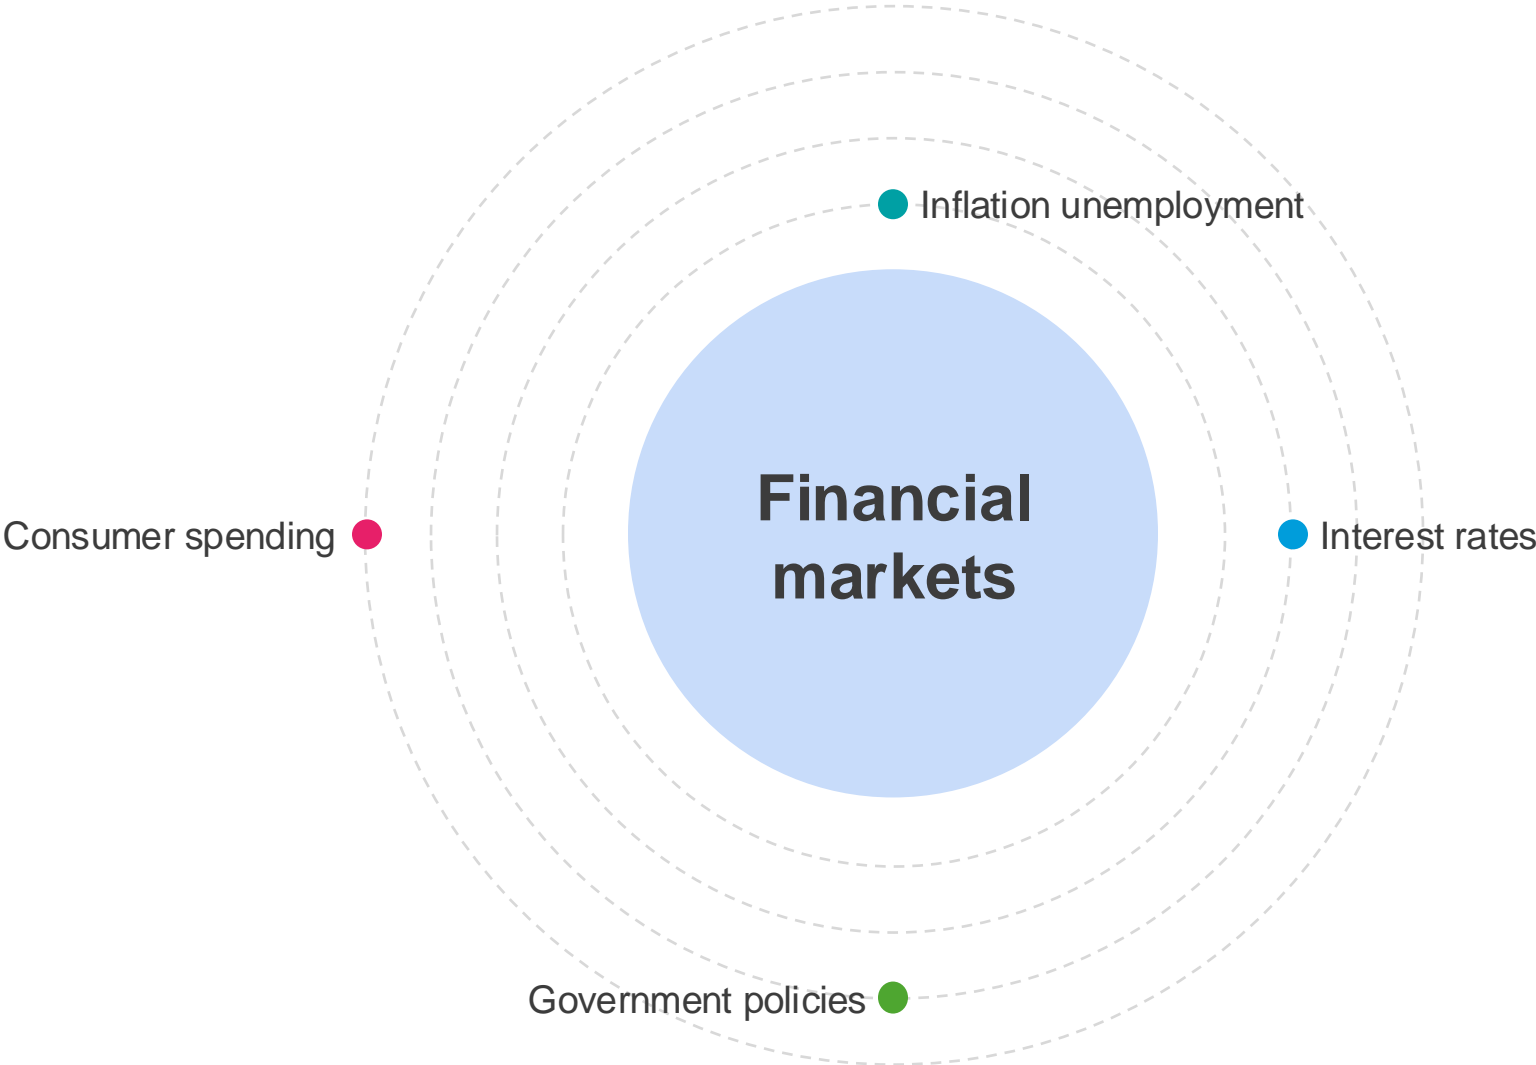 Inflation unemployment
Financial
markets
Consumer spending
Interest rates
Government policies